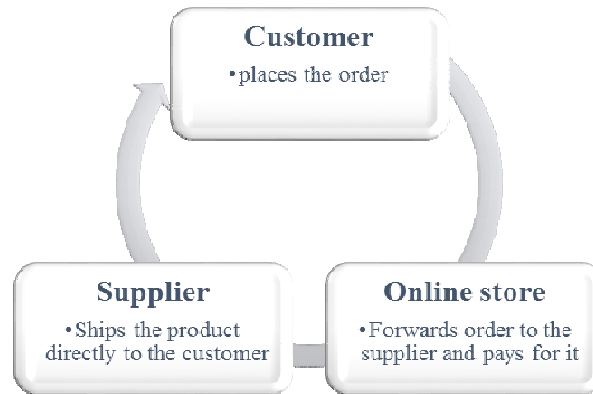 Customer
•places the order
Supplier
•Ships the product
directly to the customer
Online store
•Forwards order to the
supplier and pays for it